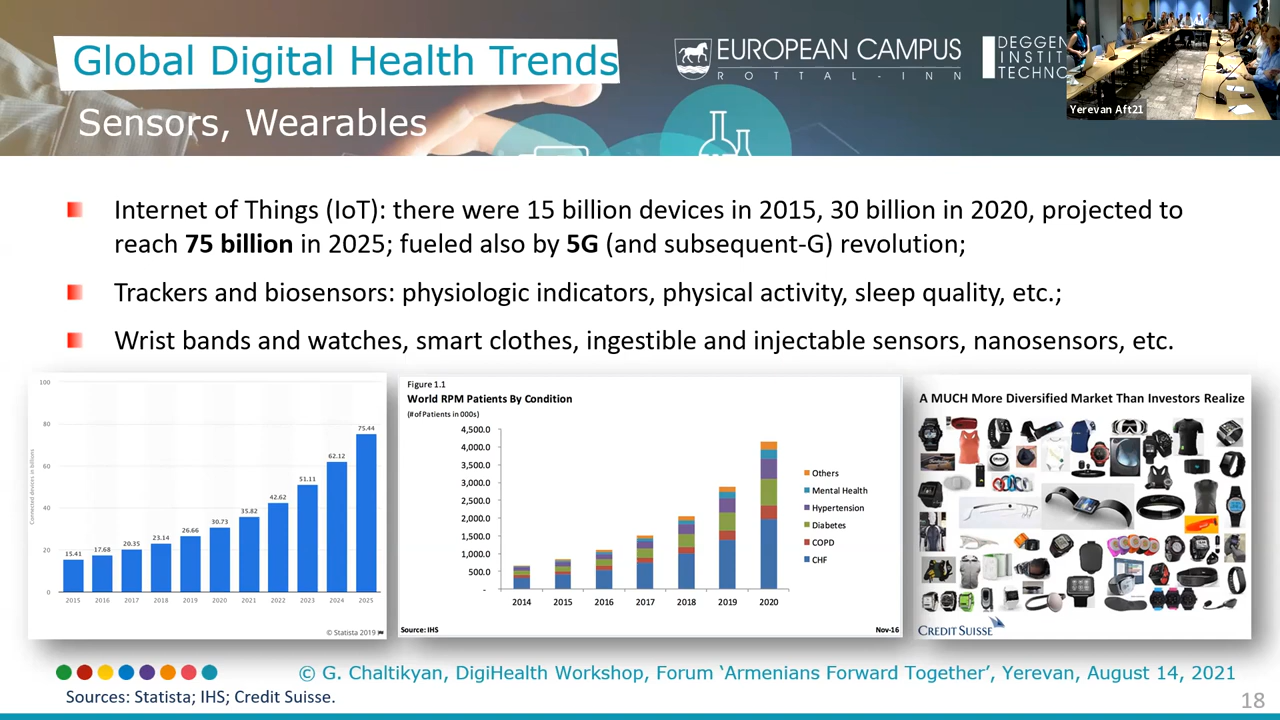 Global Digital Health Trends
Sensors, Wearables
EUROPEAN CAMPUS
ROTTAL-INN
DEGGEN
INSTIT
TECHNO
Yerevan Aft21
Internet of Things (IoT): there were 15 billion devices in 2015, 30 billion in 2020, projected to
reach 75 billion in 2025; fueled also by 5G (and subsequent-G) revolution;
Trackers and biosensors: physiologic indicators, physical activity, sleep quality, etc.;
Wrist bands and watches, smart clothes, ingestible and injectable sensors, nanosensors, etc.
Connected devices in billions
100
80
60
40
20
0
15.41
17.68
20.35
23.14
26.66
30.73
35.82
42.62
51.11
62.12
75.44
2015 2016 2017 2018 2019 2020 2021 2022 2023 2024 2025
© Statista 2019
Figure 1.1
World RPM Patients By Condition
(# of Patients in 000s)
4,500.0
4,000.0
3,500.0
3,000.0
2,500.0
2,000.0
1,500.0
1,000.0
500.0
-
2014 2015 2016 2017 2018 2019 2020
Others
Mental Health
Hypertension
Diabetes
COPD
CHF
Source: IHS
Nov-16
A MUCH More Diversified Market Than Investors Realize
CREDIT SUISSE
© G. Chaltikyan, DigiHealth Workshop, Forum ‘Armenians Forward Together’, Yerevan, August 14, 2021
Sources: Statista; IHS; Credit Suisse.
18